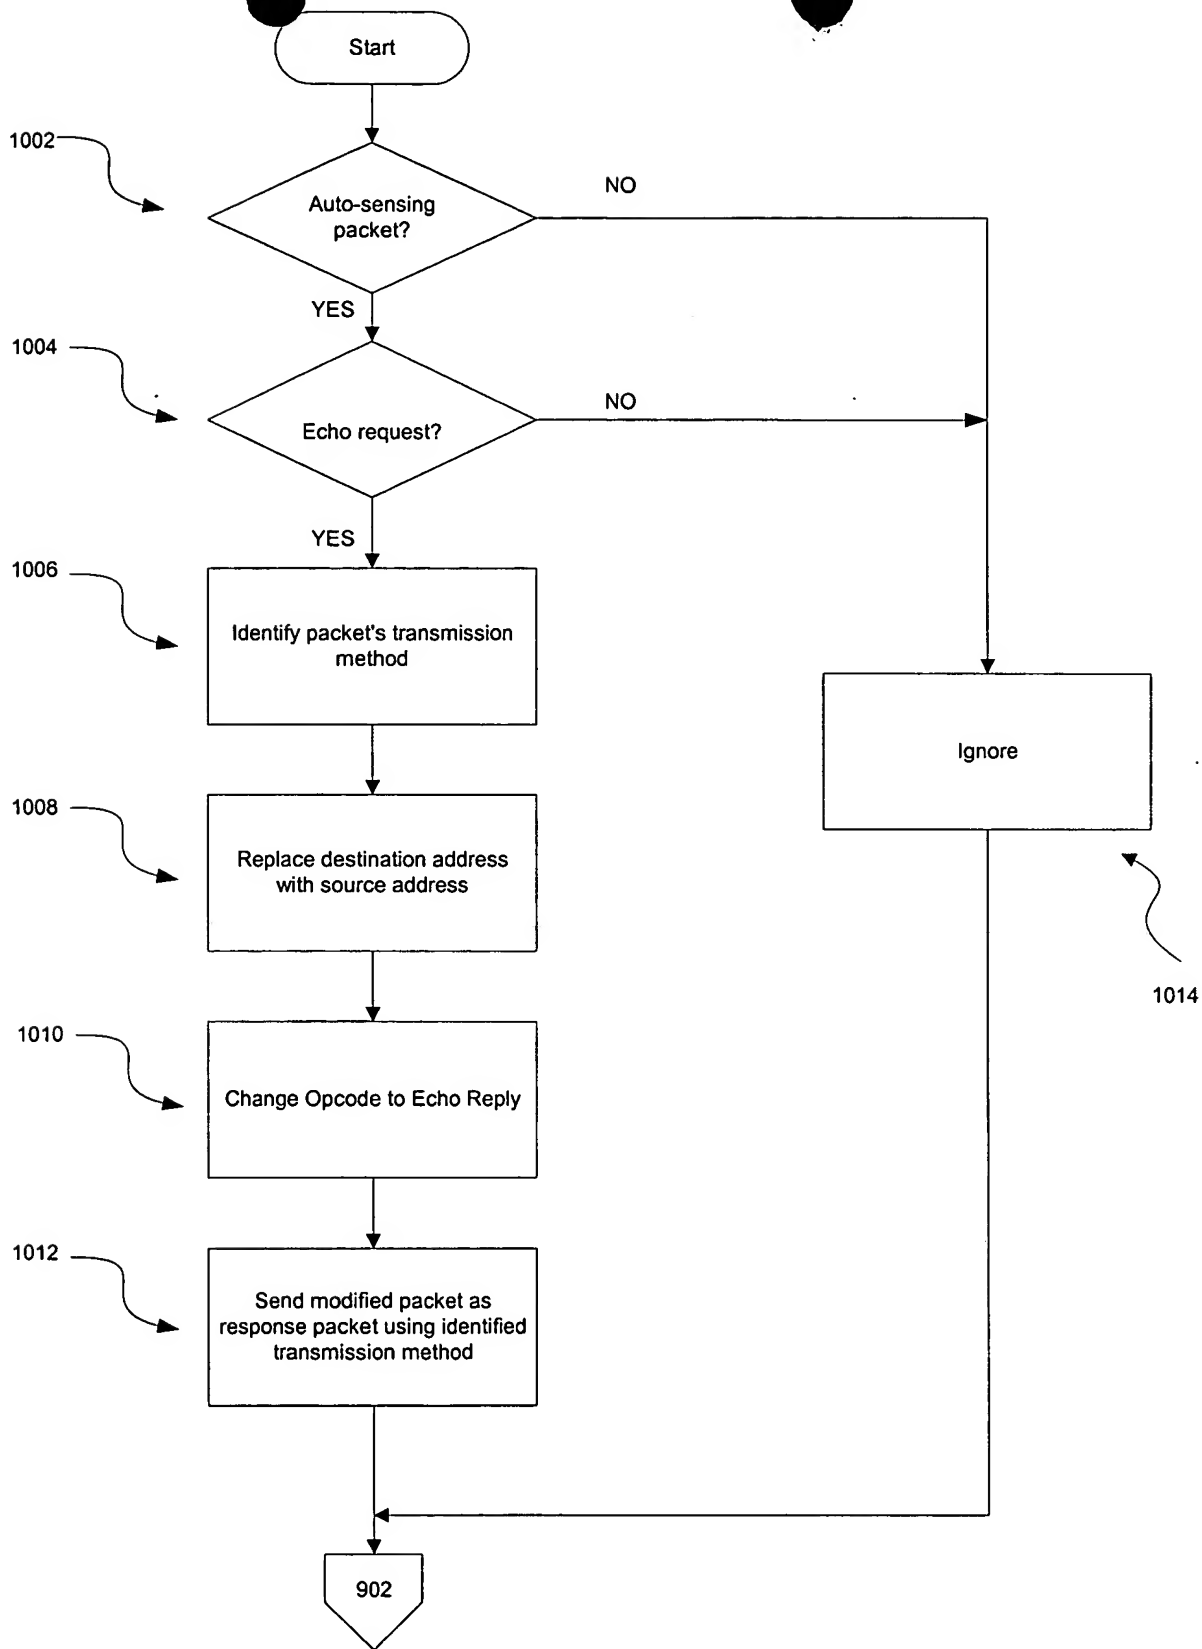 Start
1002
Auto-sensing
packet?
NO
YES
1004
Echo request?
NO
YES
1006
Identify packet's transmission
method
Ignore
1008
Replace destination address
with source address
1014
1010
Change Opcode to Echo Reply
1012
Send modified packet as
response packet using identified
transmission method
902